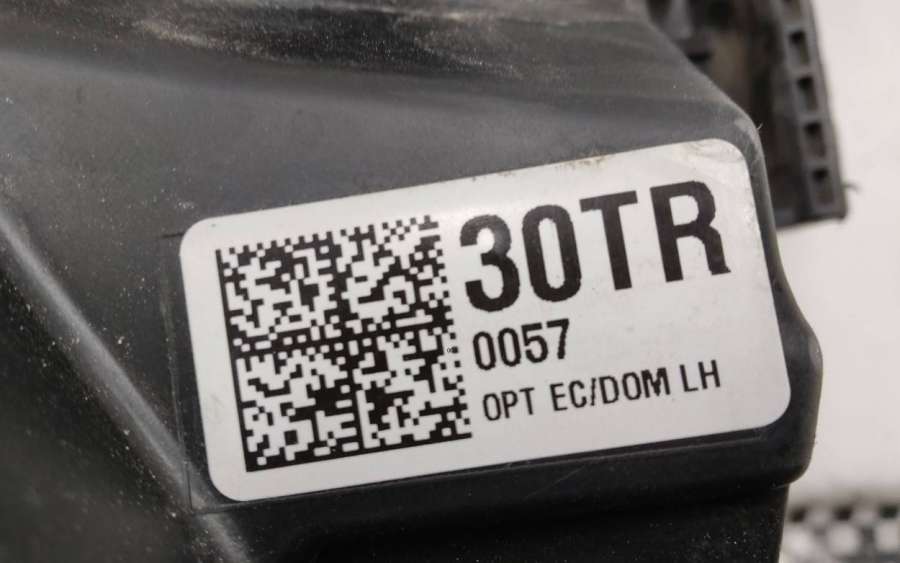 30TR
0057
OPT EC/DOM LH